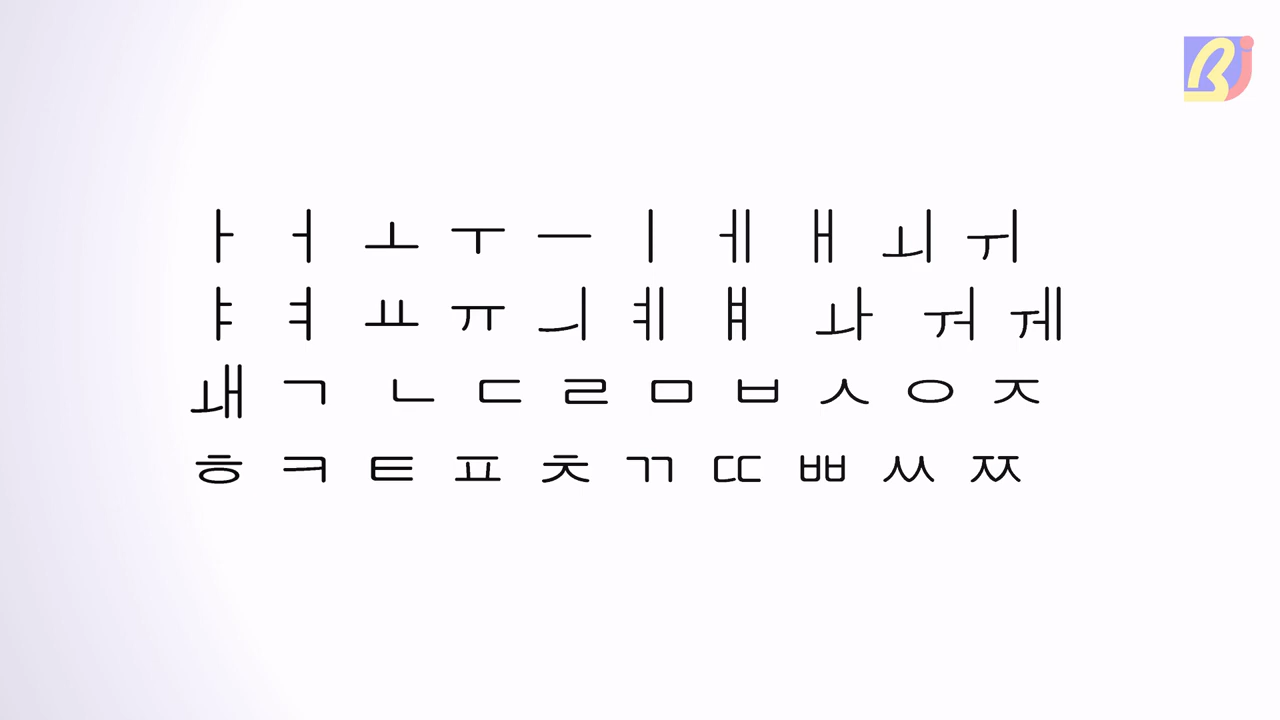 ㅏ ㅓ ㅗ ㅜ ㅡ ㅣ ㅔ ㅐ ㅚ ㅟ
ㅑ ㅕ ㅛ ㅠ ㅢ ㅖ ㅒ ㅘ ㅝ ㅞ
ㅙ ㄱ ㄴ ㄷ ㄹ ㅁ ㅂ ㅅ ㅇ ㅈ
ㅎ ㅋ ㅌ ㅍ ㅊ ㄲ ㄸ ㅃ ㅆ ㅉ